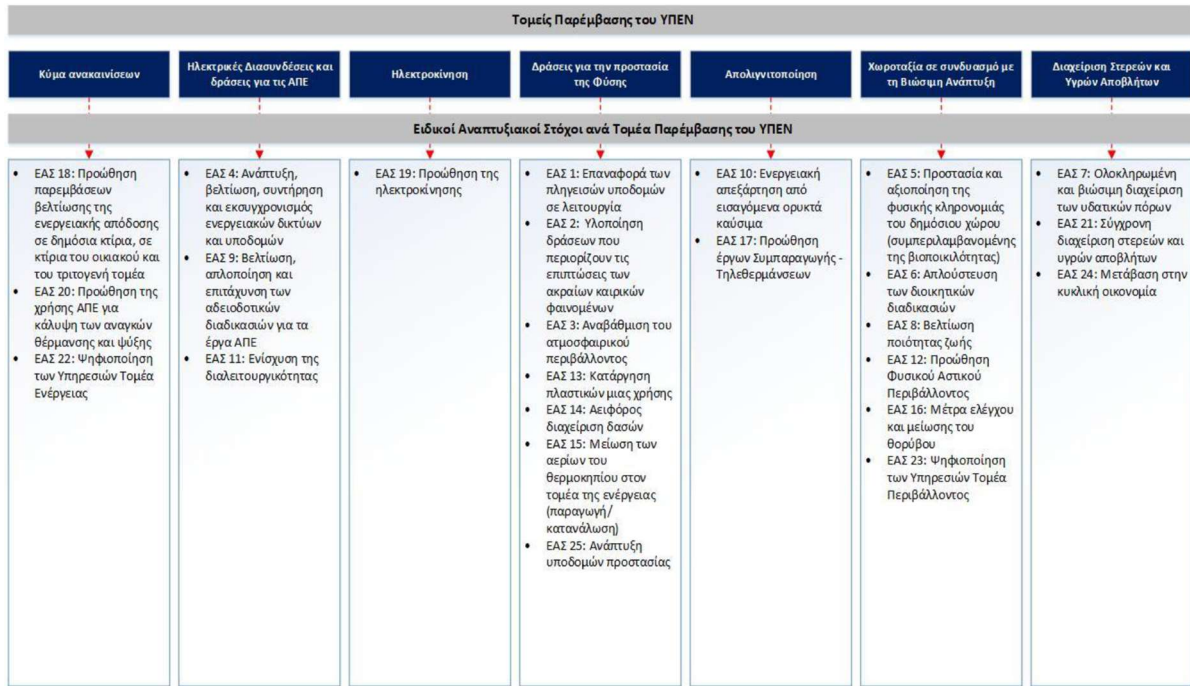 Τομείς Παρέμβασης του ΥΠΕΝ
Κύμα ανακαινίσεων
Ηλεκτρικές Διασυνδέσεις και
δράσεις για τις ΑΠΕ
Ηλεκτροκίνηση
Δράσεις για την προστασία
της Φύσης
Απολιγνιτοποίηση
Χωροταξία σε συνδυασμό με
τη Βιώσιμη Ανάπτυξη
Διαχείριση Στερεών και
Υγρών Αποβλήτων
Ειδικοί Αναπτυξιακοί Στόχοι ανά Τομέα Παρέμβασης του ΥΠΕΝ
• ΕΑΣ 18: Προώθηση
παρεμβάσεων
βελτίωσης της
ενεργειακής απόδοσης
σε δημόσια κτίρια, σε
κτίρια του οικιακού και
του τριτογενή τομέα
• ΕΑΣ 20: Προώθηση της
χρήσης ΑΠΕ για
κάλυψη των αναγκών
θέρμανσης και ψύξης
• ΕΑΣ 22: Ψηφιοποίηση
των Υπηρεσιών Τομέα
Ενέργειας
• ΕΑΣ 4: Ανάπτυξη,
βελτίωση, συντήρηση
και εκσυγχρονισμός
ενεργειακών δικτύων
και υποδομών
• ΕΑΣ 9: Βελτίωση,
απλοποίηση και
επιτάχυνση των
αδειοδοτικών
διαδικασιών για τα
έργα ΑΠΕ
• ΕΑΣ 11: Ενίσχυση της
διαλειτουργικότητας
• ΕΑΣ 19: Προώθηση της
ηλεκτροκίνησης
• ΕΑΣ 1: Επαναφορά των
πληγεισών υποδομών
σε λειτουργία
• ΕΑΣ 2: Υλοποίηση
δράσεων που
περιορίζουν τις
επιπτώσεις των
ακραίων καιρικών
φαινομένων
• ΕΑΣ 3: Αναβάθμιση του
ατμοσφαιρικού
περιβάλλοντος
• ΕΑΣ 13: Κατάργηση
πλαστικών μιας χρήσης
• ΕΑΣ 14: Αειφόρος
διαχείριση δασών
• ΕΑΣ 15: Μείωση των
αερίων του
θερμοκηπίου στον
τομέα της ενέργειας
(παραγωγή/
κατανάλωση)
• ΕΑΣ 25: Ανάπτυξη
υποδομών προστασίας
• ΕΑΣ 10: Ενεργειακή
απεξάρτηση από
εισαγόμενα ορυκτά
καύσιμα
• ΕΑΣ 17: Προώθηση
έργων Συμπαραγωγής -
Τηλεθερμάνσεων
• ΕΑΣ 5: Προστασία και
αξιοποίηση της
φυσικής κληρονομιάς
του δημόσιου χώρου
(συμπεριλαμβανομένης
της βιοποικιλότητας)
• ΕΑΣ 6: Απλούστευση
των διοικητικών
διαδικασιών
• ΕΑΣ 8: Βελτίωση
ποιότητας ζωής
• ΕΑΣ 12: Προώθηση
Φυσικού Αστικού
Περιβάλλοντος
• ΕΑΣ 16: Μέτρα ελέγχου
και μείωσης του
θορύβου
• ΕΑΣ 23: Ψηφιοποίηση
των Υπηρεσιών Τομέα
Περιβάλλοντος
• ΕΑΣ 7: Ολοκληρωμένη
και βιώσιμη διαχείριση
των υδατικών πόρων
• ΕΑΣ 21: Σύγχρονη
διαχείριση στερεών και
υγρών αποβλήτων
• ΕΑΣ 24: Μετάβαση στην
κυκλική οικονομία